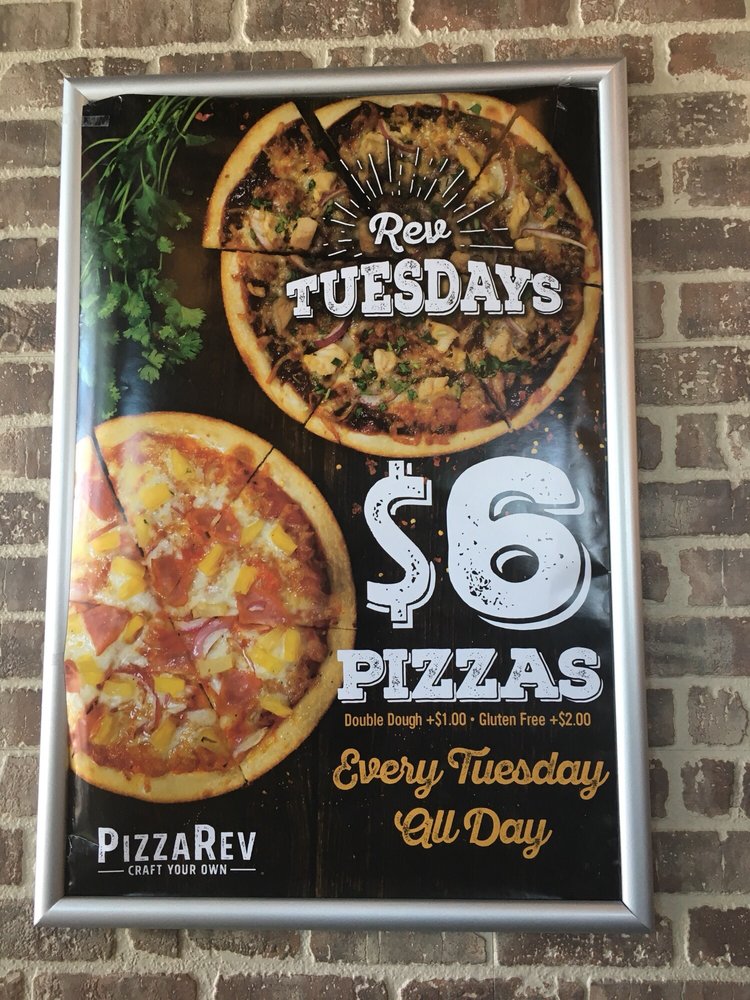 Rev
TUESDAYS
$6
PIZZAS
Double Dough +$1.00 • Gluten Free +$2.00
Every Tuesday
All Day
PIZZAREV
CRAFT YOUR OWN